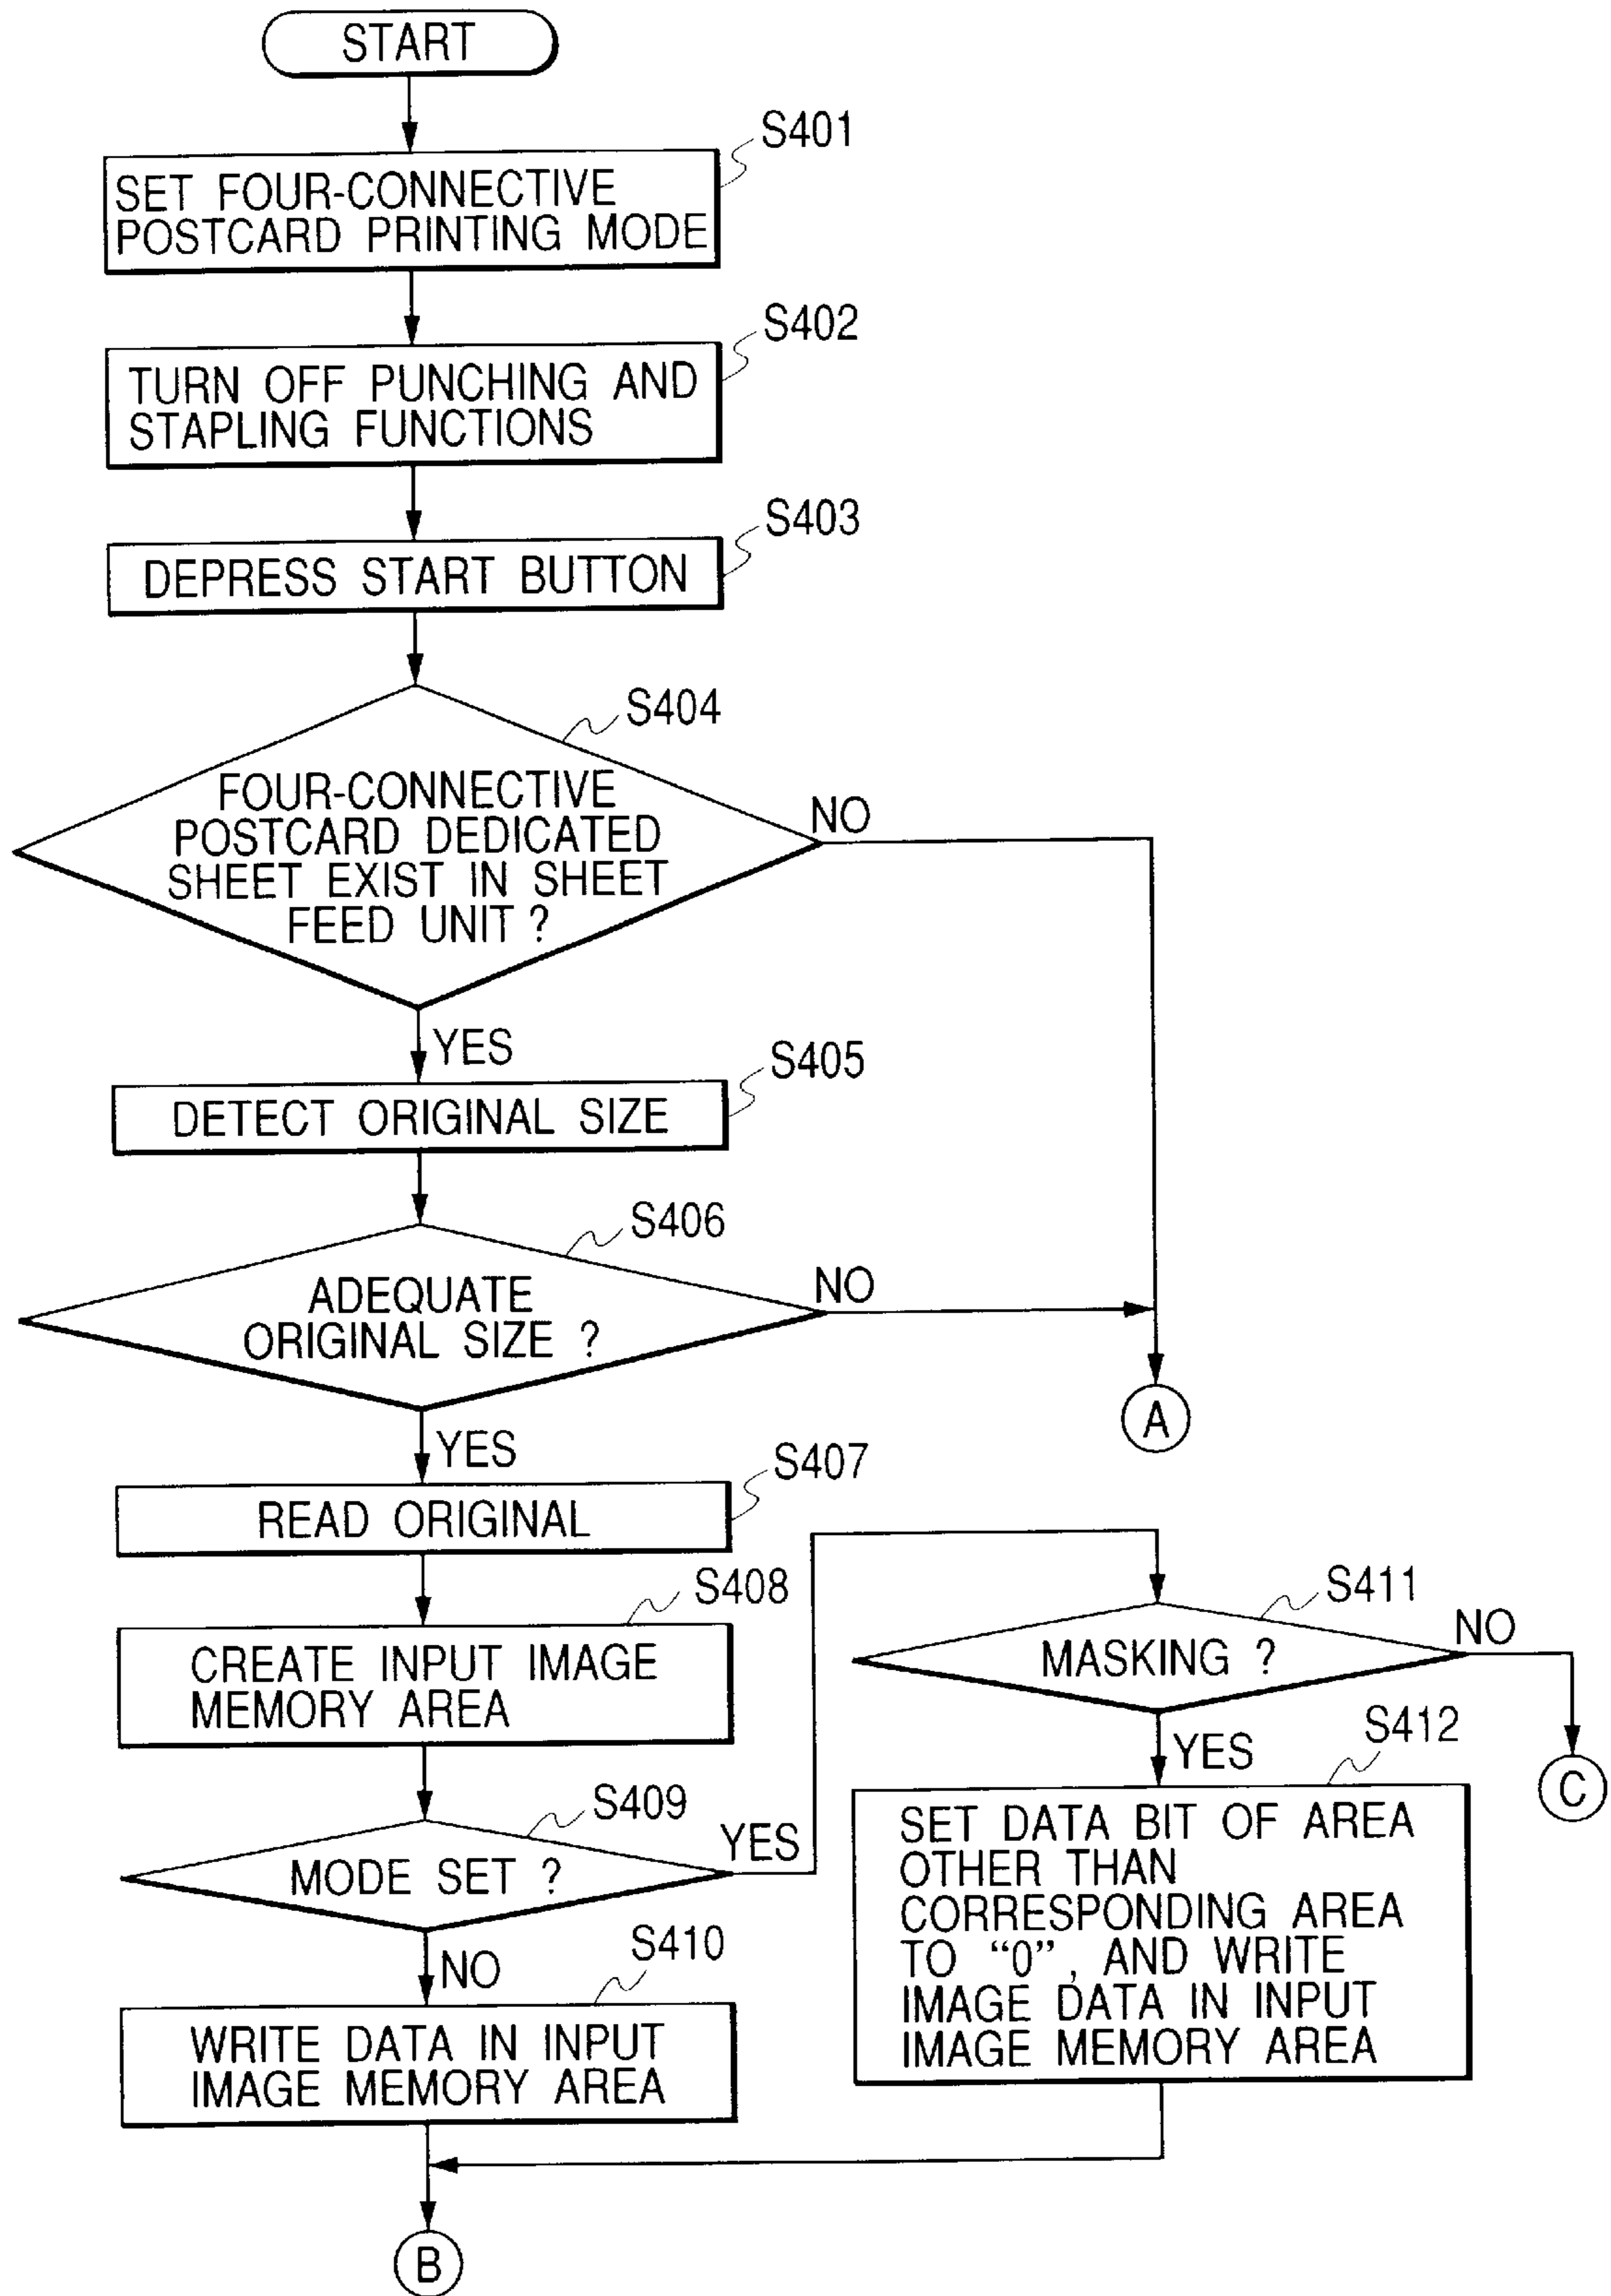 START
S401
SET FOUR-CONNECTIVE
POSTCARD PRINTING MODE
S402
TURN OFF PUNCHING AND
STAPLING FUNCTIONS
S403
DEPRESS START BUTTON
S404
FOUR-CONNECTIVE
POSTCARD DEDICATED
SHEET EXIST IN SHEET
FEED UNIT ?
NO
YES
S405
DETECT ORIGINAL SIZE
S406
ADEQUATE
ORIGINAL SIZE ?
NO
A
YES
S407
READ ORIGINAL
S408
CREATE INPUT IMAGE
MEMORY AREA
S409
MODE SET ?
YES
NO
S410
WRITE DATA IN INPUT
IMAGE MEMORY AREA
S411
MASKING ?
NO
C
YES
S412
SET DATA BIT OF AREA
OTHER THAN
CORRESPONDING AREA
TO “0”, AND WRITE
IMAGE DATA IN INPUT
IMAGE MEMORY AREA
B